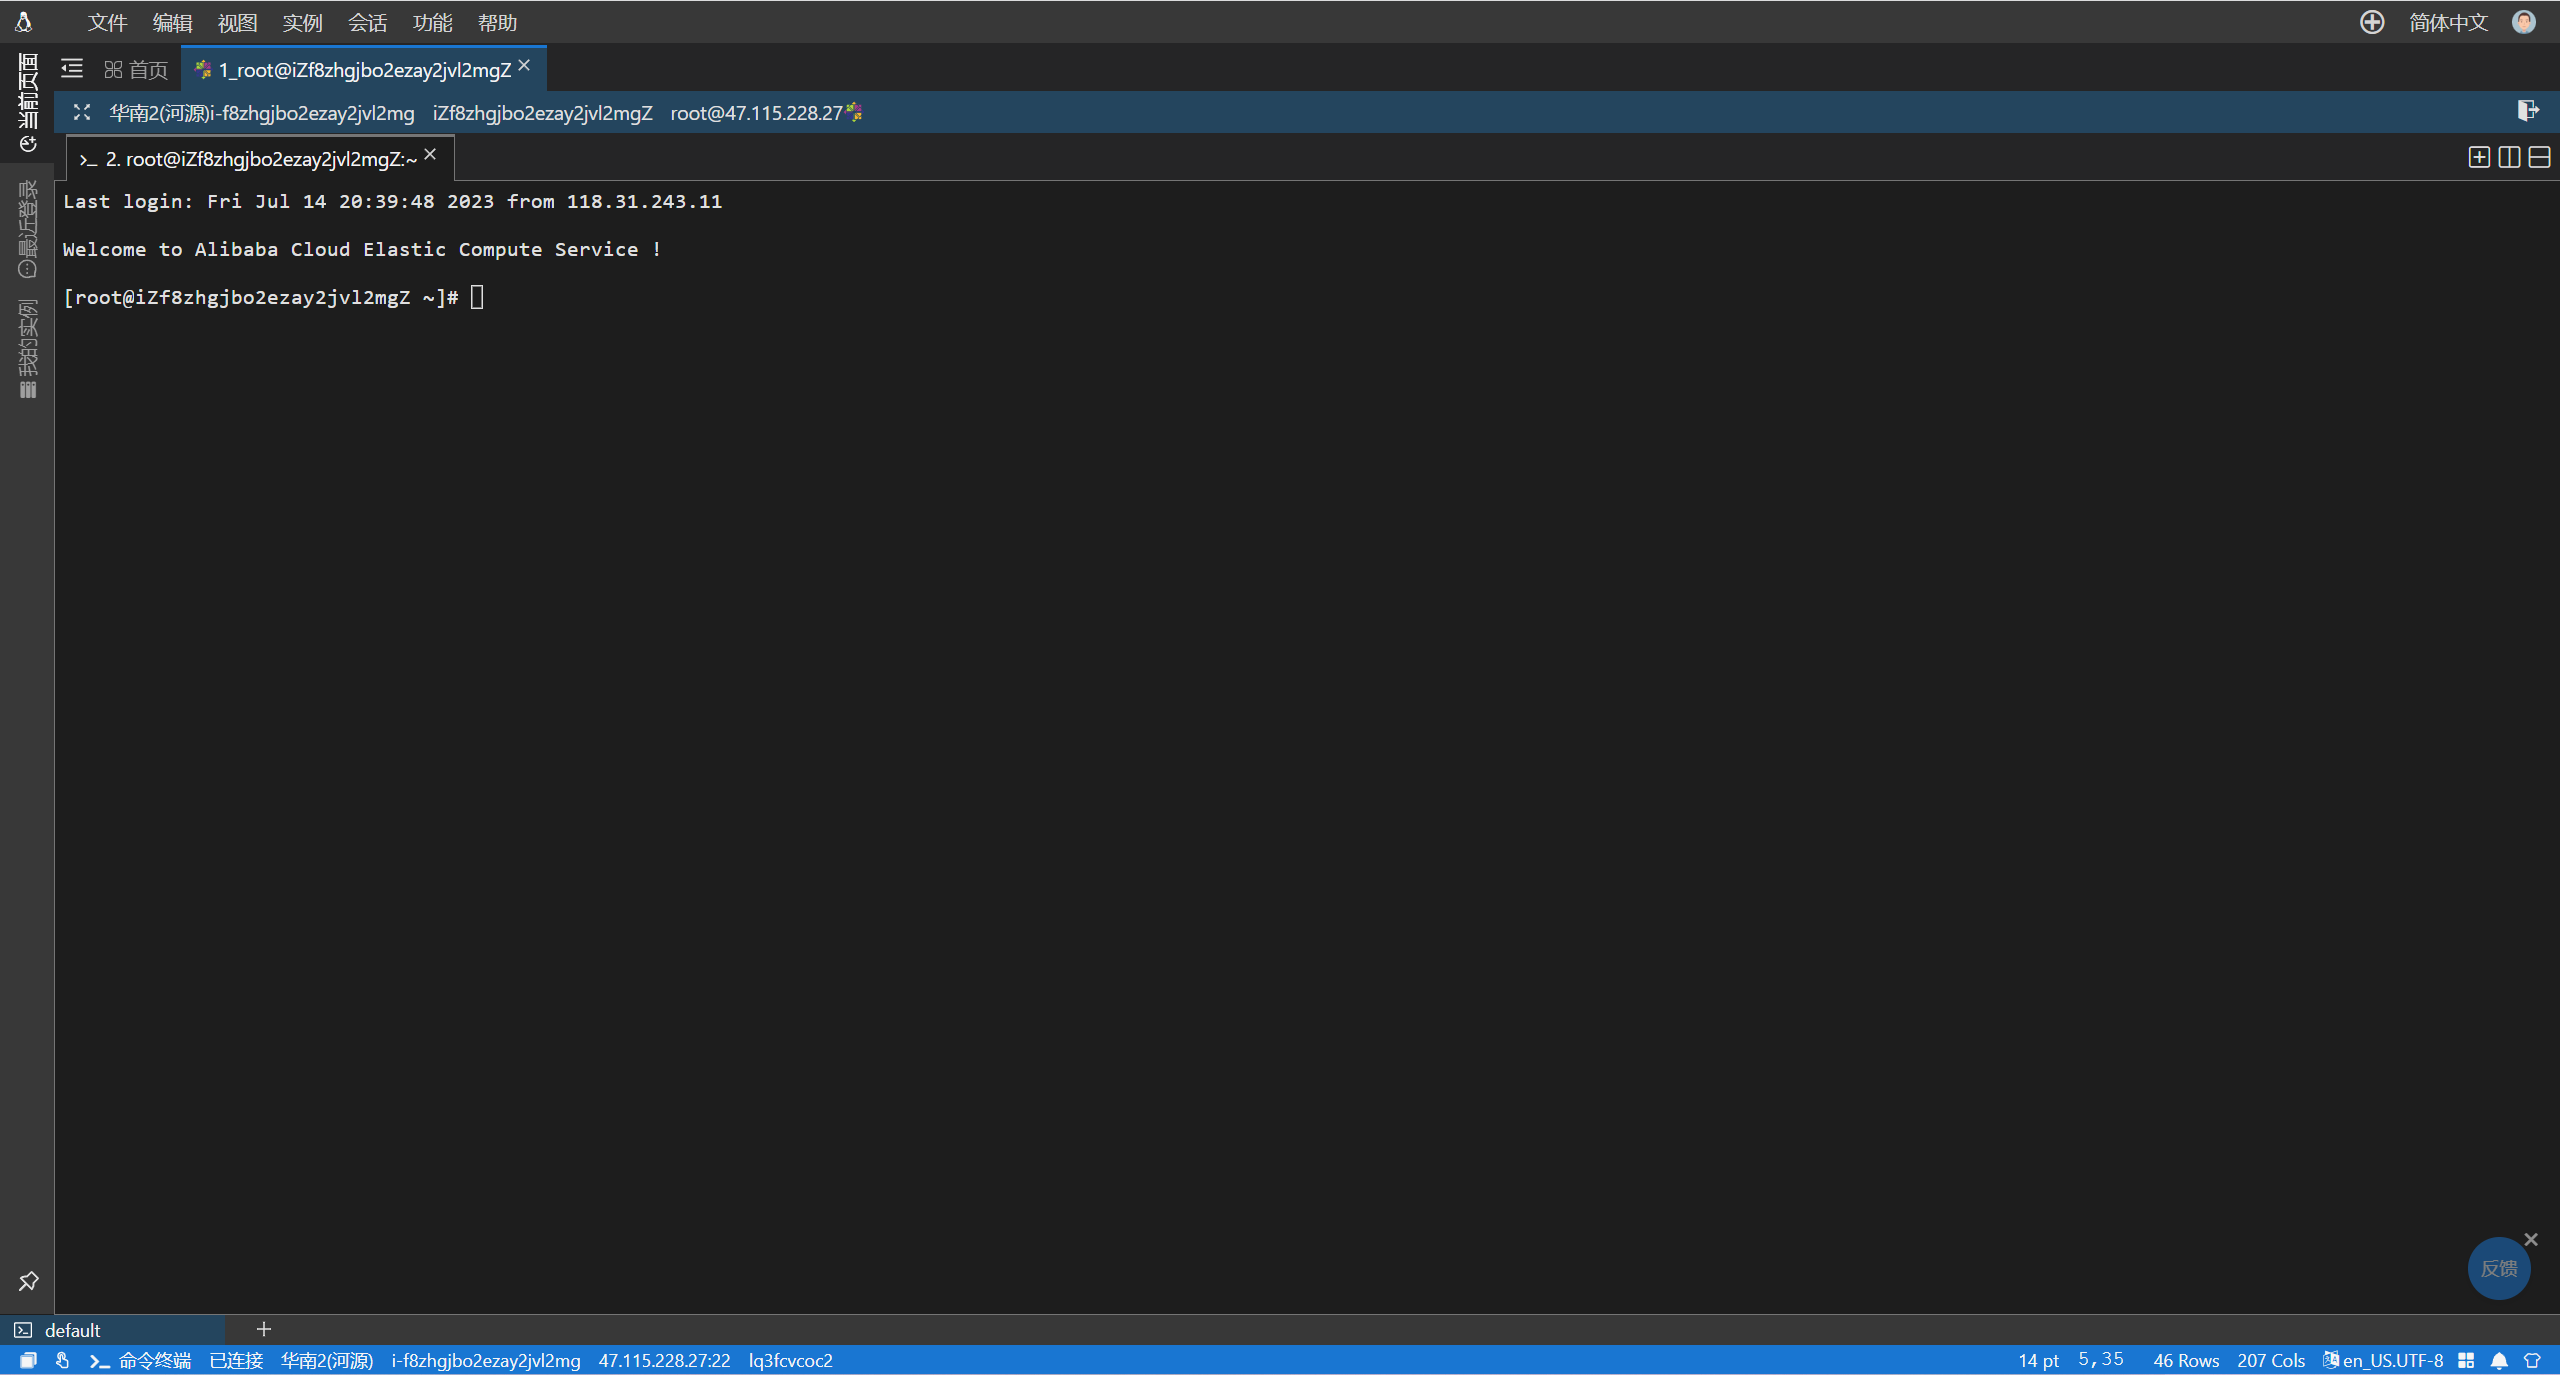 文件 编辑 视图 实例 会话 功能 帮助 简体中文
首页 1_root@iZf8zhgjbo2ezay2jvl2mgZ
华南2(河源)i-f8zhgjbo2ezay2jvl2mg iZf8zhgjbo2ezay2jvl2mgZ root@47.115.228.27
2. root@iZf8zhgjbo2ezay2jvl2mgZ:~
当前页面
最近登录
我的实例
Last login: Fri Jul 14 20:39:48 2023 from 118.31.243.11
Welcome to Alibaba Cloud Elastic Compute Service !
[root@iZf8zhgjbo2ezay2jvl2mgZ ~]#
反馈
default
命令终端 已连接 华南2(河源) i-f8zhgjbo2ezay2jvl2mg 47.115.228.27:22 lq3fcvcoc2 14 pt 5,35 46 Rows 207 Cols en_US.UTF-8